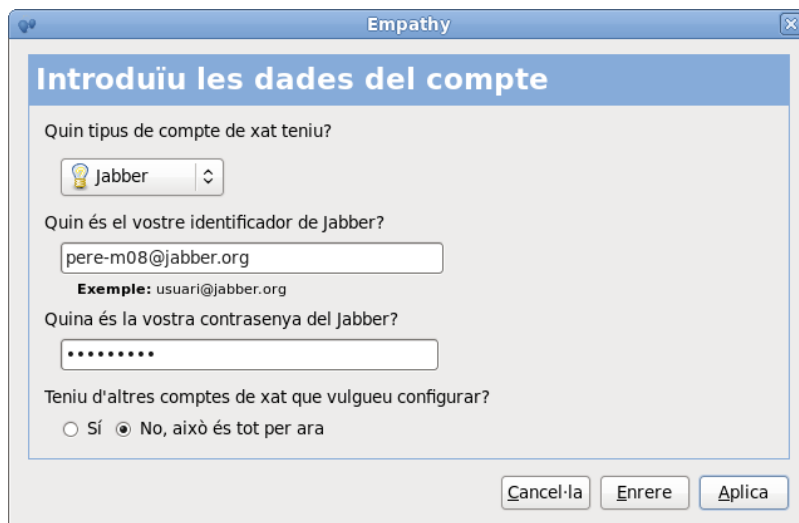 Empathy
Introduïu les dades del compte
Quin tipus de compte de xat teniu?
Jabber
Quin és el vostre identificador de Jabber?
pere-m08@jabber.org
Exemple: usuari@jabber.org
Quina és la vostra contrasenya del Jabber?
•••••••••
Teniu d'altres comptes de xat que vulgueu configurar?
Sí No, això és tot per ara
Cancel·la Enrere Aplica